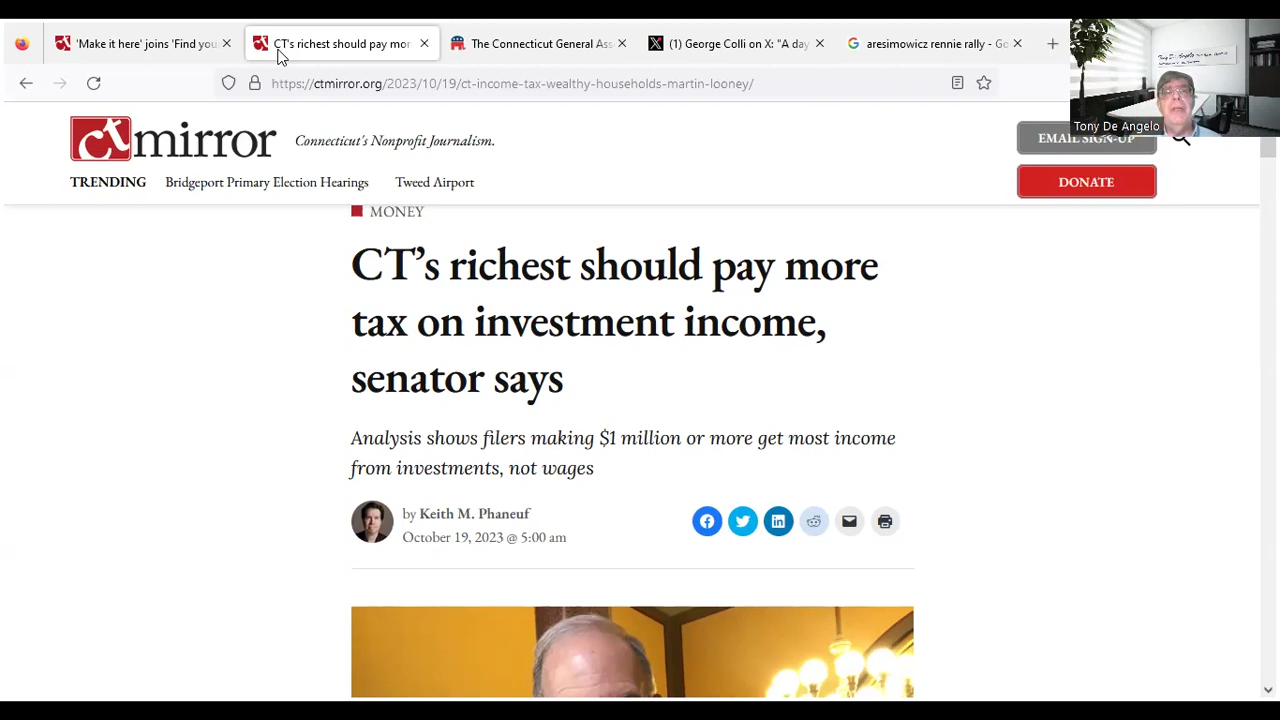 'Make it here' joins 'Find you
CT's richest should pay mor
The Connecticut General Ass
(1) George Colli on X: "A day
aresimowicz rennie rally - Go
https://ctmirror.org/
ct-income-tax-wealthy-households-martin-looney/
Tony De Angelo
ct mirror
Connecticut's Nonprofit Journalism.
EMAIL SIGN-UP
TRENDING
Bridgeport Primary Election Hearings
Tweed Airport
DONATE
MONEY
CT's richest should pay more
tax on investment income,
senator says
Analysis shows filers making $1 million or more get most income
from investments, not wages
by Keith M. Phaneuf
October 19, 2023 @ 5:00 am